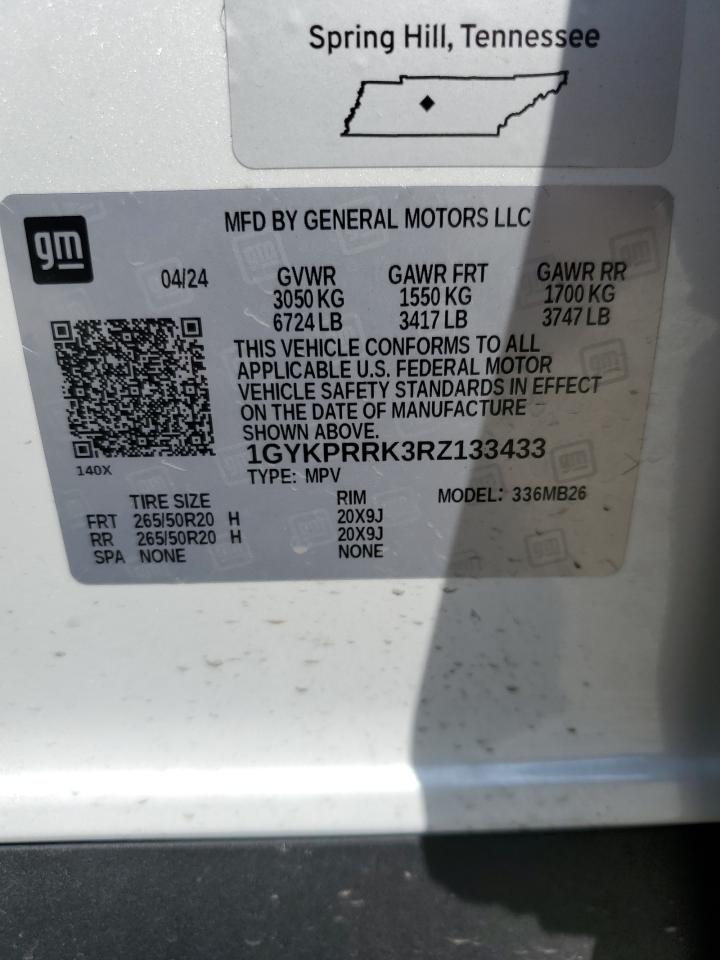 Spring Hill, Tennessee
gm
MFD BY GENERAL MOTORS LLC
04/24 GVWR GAWR FRT GAWR RR
3050 KG 1550 KG 1700 KG
6724 LB 3417 LB 3747 LB
THIS VEHICLE CONFORMS TO ALL
APPLICABLE U.S. FEDERAL MOTOR
VEHICLE SAFETY STANDARDS IN EFFECT
ON THE DATE OF MANUFACTURE
SHOWN ABOVE.
1GYKPRRK3RZ133433
140X
TYPE: MPV
TIRE SIZE RIM MODEL: 336MB26
FRT 265/50R20 H 20X9J
RR 265/50R20 H 20X9J
SPA NONE NONE